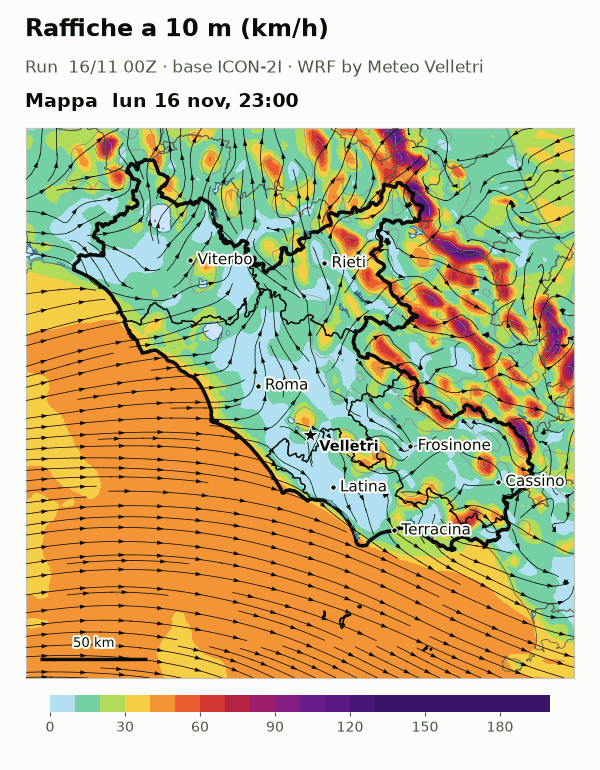 Raffiche a 10 m (km/h)
Run 16/11 00Z · base ICON-2I · WRF by Meteo Velletri
Mappa lun 16 nov, 23:00
Viterbo
Rieti
Roma
Velletri
Frosinone
Cassino
Latina
Terracina
50 km
0 30 60 90 120 150 180